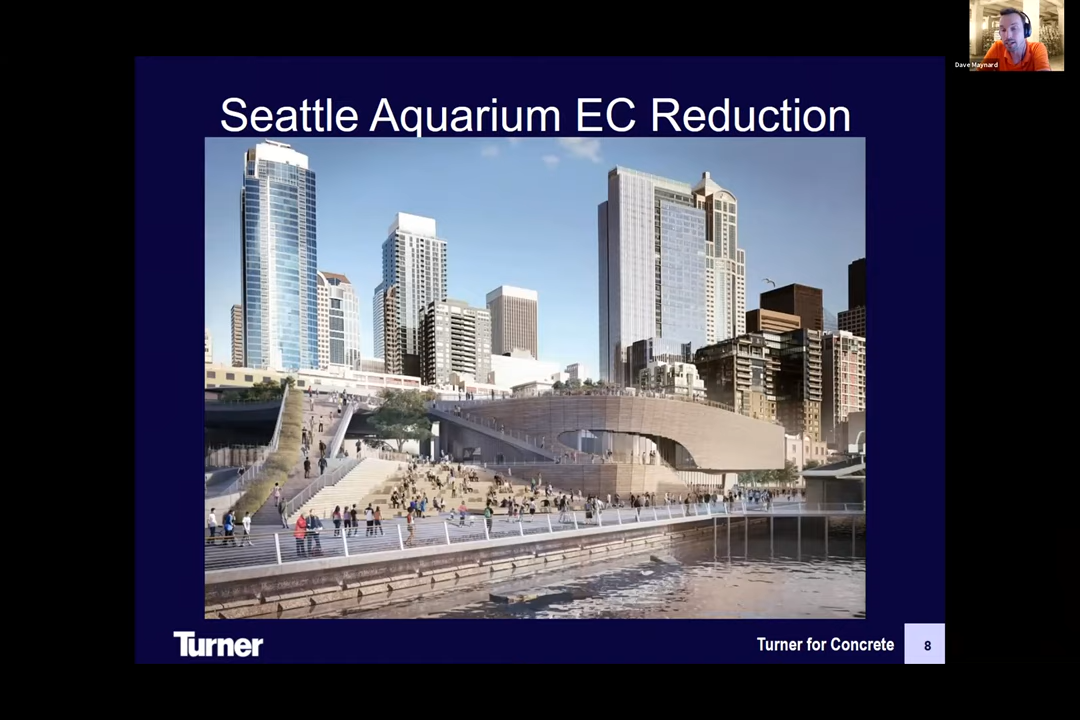 Dave Maynard
Seattle Aquarium EC Reduction
Turner
Turner for Concrete
8